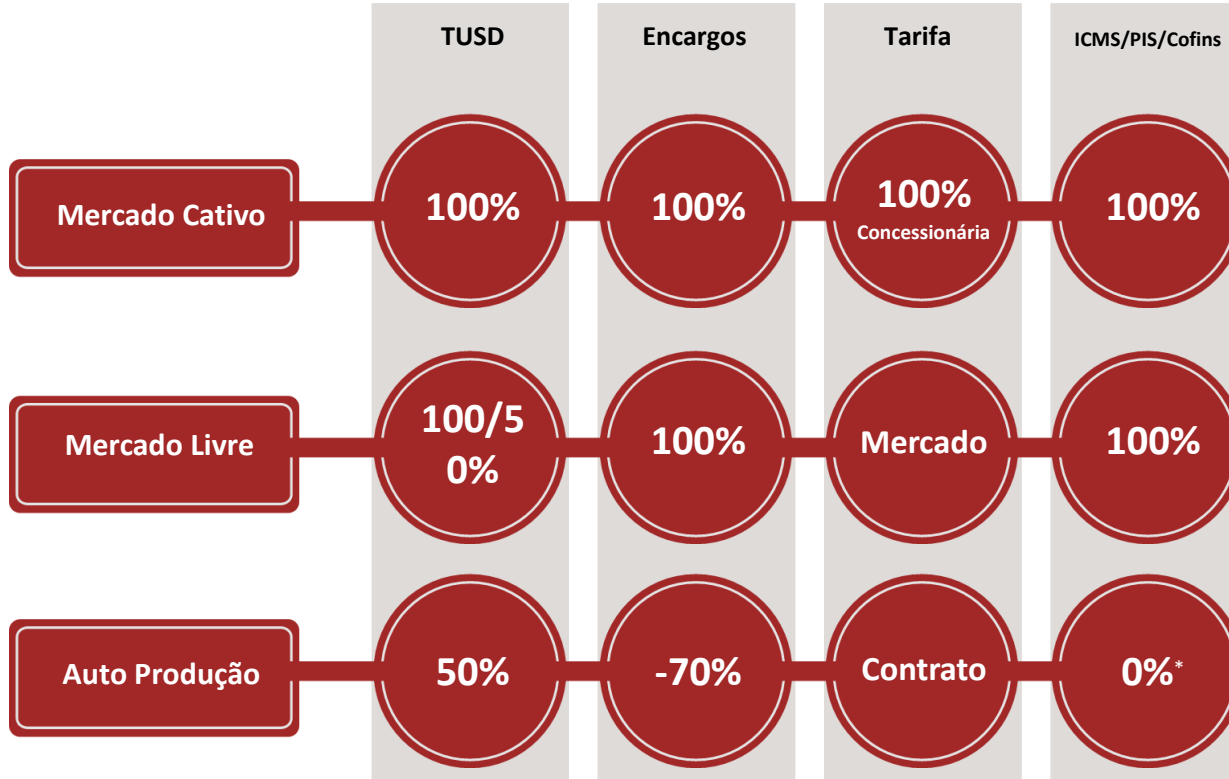 TUSD Encargos Tarifa ICMS/PIS/Cofins
Mercado Cativo 100% 100% 100% 100%
Concessionária
Mercado Livre 100/5 100% Mercado 100%
0%
Auto Produção 50% -70% Contrato 0%*